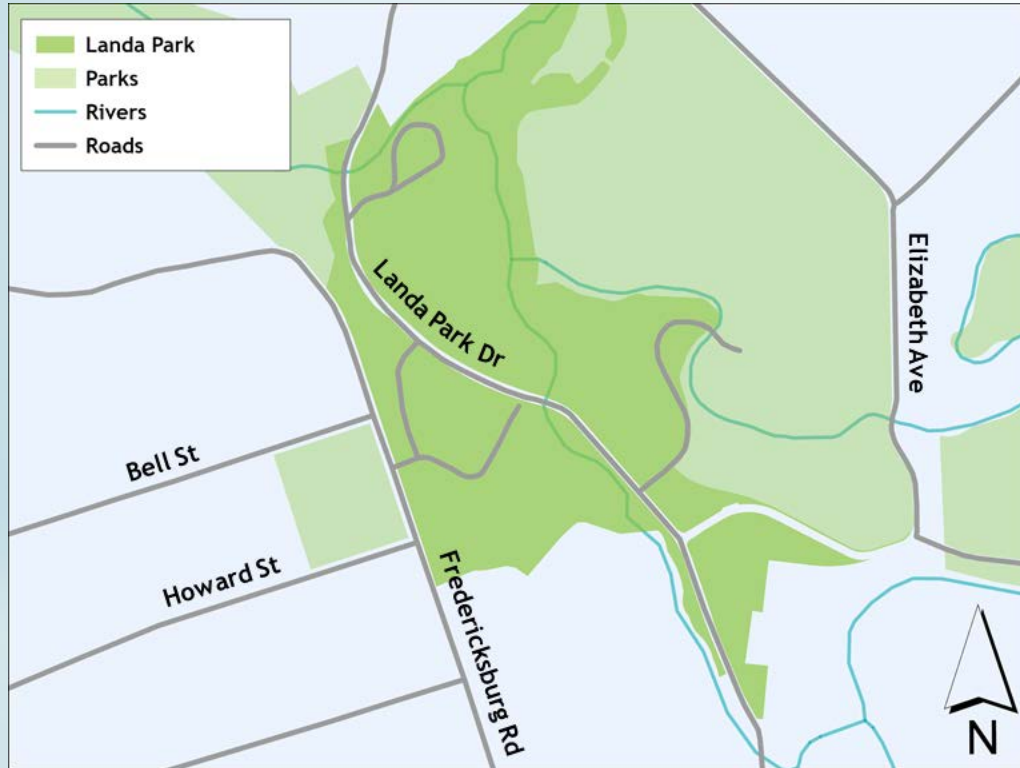 Landa Park
Parks
Rivers
Roads
Elizabeth Ave
Landa Park Dr
Bell St
Howard St
Fredericksburg Rd
N